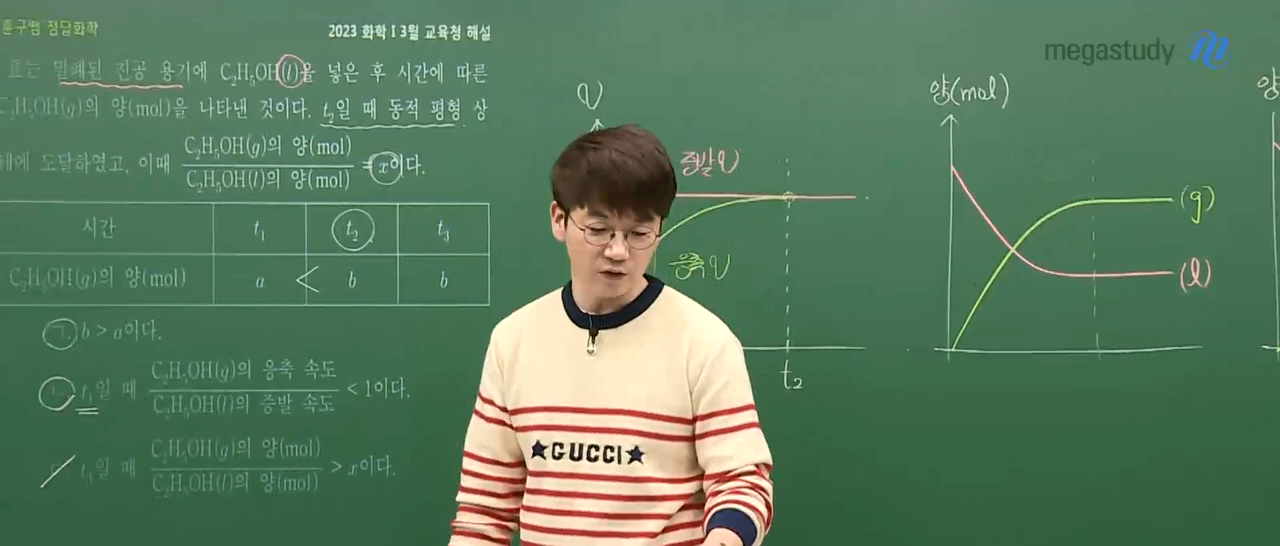 훈구쌤 정답화학
2023 화학 I 3월 교육청 해설
표는 밀폐된 진공 용기에 C₂H₅OH(l)을 넣은 후 시간에 따른
C₂H₅OH(g)의 양(mol)을 나타낸 것이다. t₂일 때 동적 평형 상
태에 도달하였고, 이때 C₂H₅OH(g)의 양(mol) / C₂H₅OH(l)의 양(mol) = x이다.
시간 t₁ t₂ t₃
C₂H₅OH(g)의 양(mol) a < b b
ㄱ. b > a이다.
ㄴ. t₁일 때 C₂H₅OH(g)의 응축 속도 / C₂H₅OH(l)의 증발 속도 < 1이다.
t₃일 때 C₂H₅OH(g)의 양(mol) / C₂H₅OH(l)의 양(mol) > x이다.
v
증발 v
응축 v
t₂
양(mol)
(g)
(l)
양
megastudy
★GUCCI★